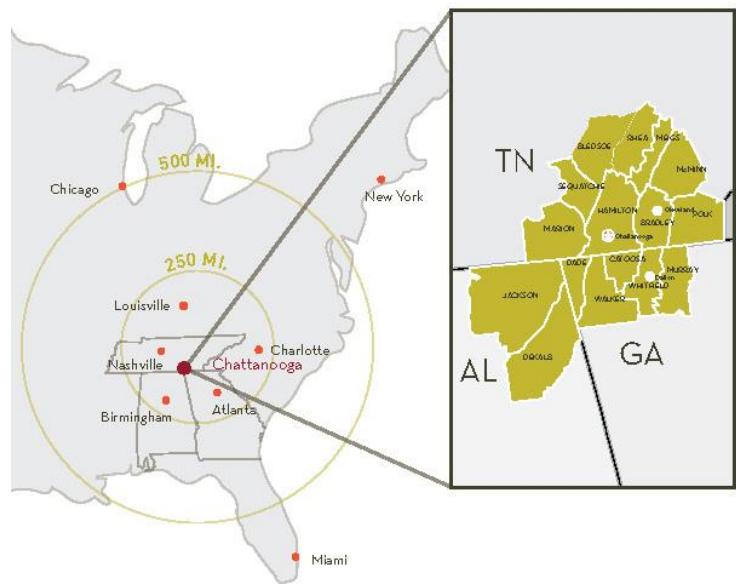 500 MI.
Chicago
New York
250 MI.
Louisville
Nashville
Chattanooga
Charlotte
Birmingham
Atlanta
Miami
TN
BLEDSOE
RHEA
MEIGS
McMINN
SEQUATCHIE
HAMILTON
Cleveland
BRADLEY
POLK
MARION
Chattanooga
DADE
CATOOSA
MURRAY
Dalton
WHITFIELD
JACKSON
WALKER
GA
AL
DEKALB